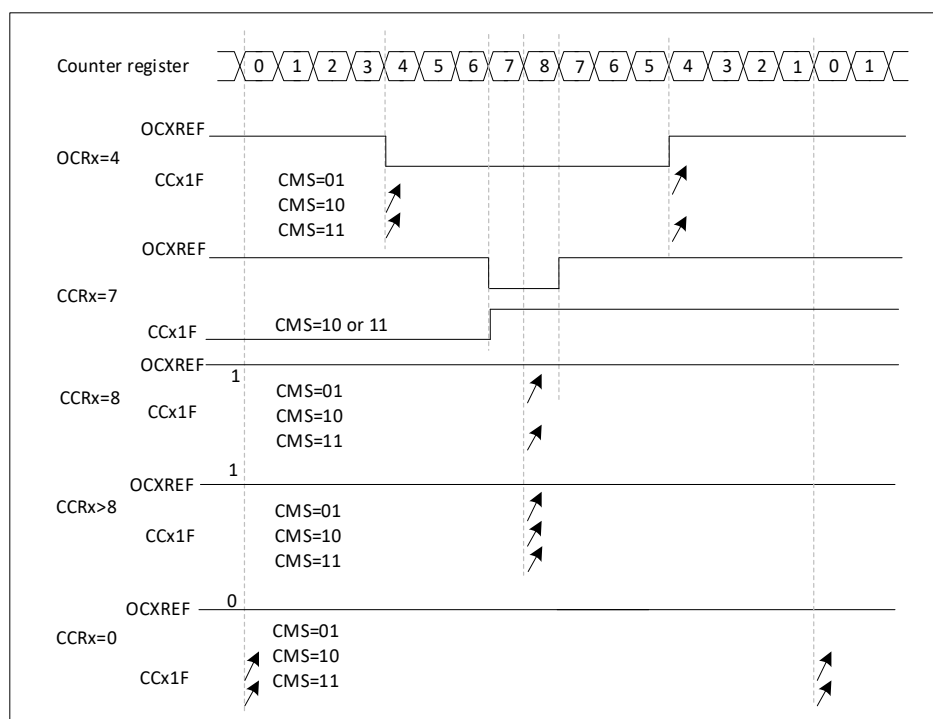 Counter register 0 1 2 3 4 5 6 7 8 7 6 5 4 3 2 1 0 1
OCXREF
OCRx=4
CCx1F
CMS=01
CMS=10
CMS=11
OCXREF
CCRx=7
CCx1F
CMS=10 or 11
OCXREF
1
CCRx=8
CCx1F
CMS=01
CMS=10
CMS=11
1
OCXREF
CCRx>8
CCx1F
CMS=01
CMS=10
CMS=11
OCXREF
0
CCRx=0
CMS=01
CMS=10
CCx1F
CMS=11